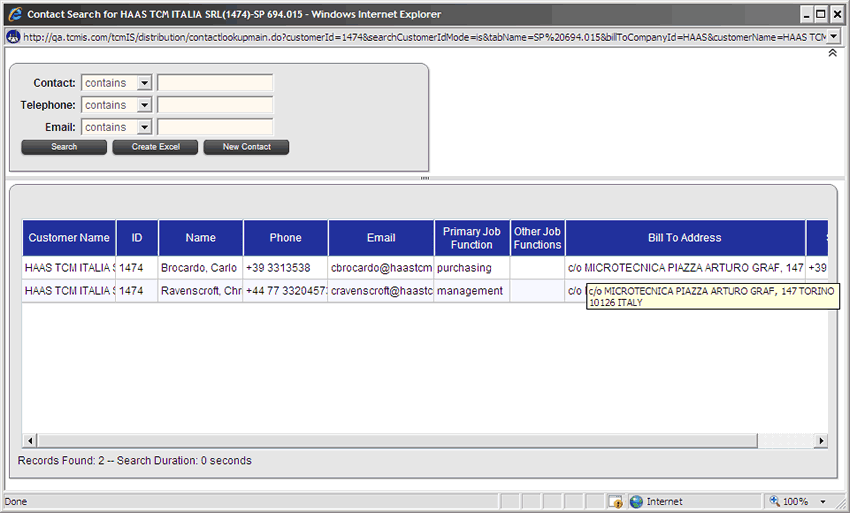 Contact Search for HAAS TCM ITALIA SRL(1474)-SP 694.015 - Windows Internet Explorer
http://qa.tcmis.com/tcmIS/distribution/contactlookupmain.do?customerId=1474&searchCustomerIdMode=is&tabName=SP%20694.015&billToCompanyId=HAAS&customerName=HAAS TCM
Contact: contains
Telephone: contains
Email: contains
Search Create Excel New Contact
Customer Name ID Name Phone Email Primary Job Function Other Job Functions Bill To Address
HAAS TCM ITALIA S 1474 Brocardo, Carlo +39 3313538 cbrocardo@haastcm purchasing c/o MICROTECNICA PIAZZA ARTURO GRAF, 147 +39
HAAS TCM ITALIA S 1474 Ravenscroft, Chr +44 77 3320457 cravenscroft@haastc management c/o
c/o MICROTECNICA PIAZZA ARTURO GRAF, 147 TORINO
10126 ITALY
Records Found: 2 -- Search Duration: 0 seconds
Done Internet 100%